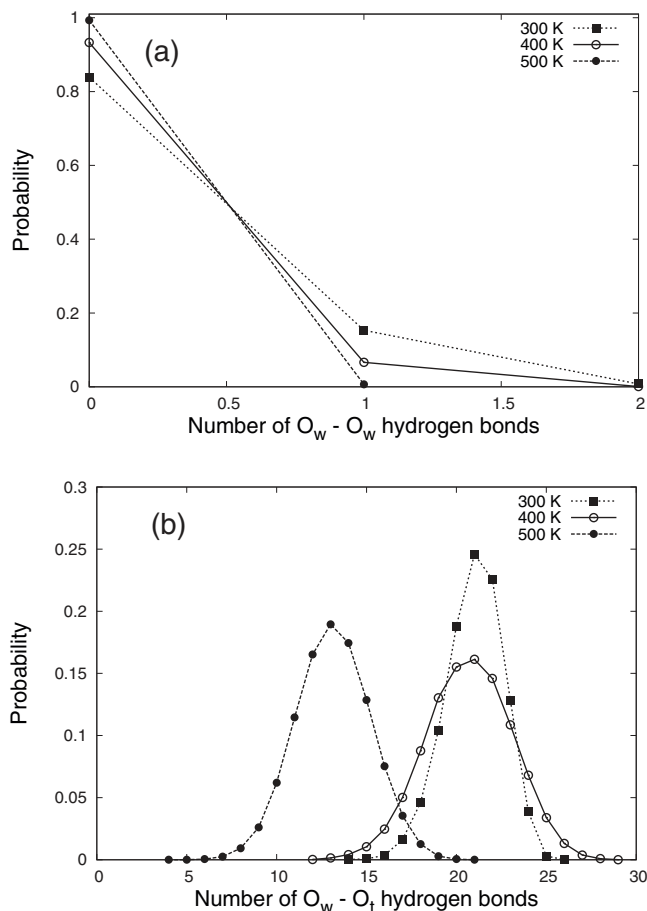 (a)
300 K
400 K
500 K
1
0.8
0.6
0.4
0.2
0
Probability
0 0.5 1 1.5 2
Number of O_w - O_w hydrogen bonds
(b)
300 K
400 K
500 K
0.3
0.25
0.2
0.15
0.1
0.05
0
Probability
0 5 10 15 20 25 30
Number of O_w - O_t hydrogen bonds